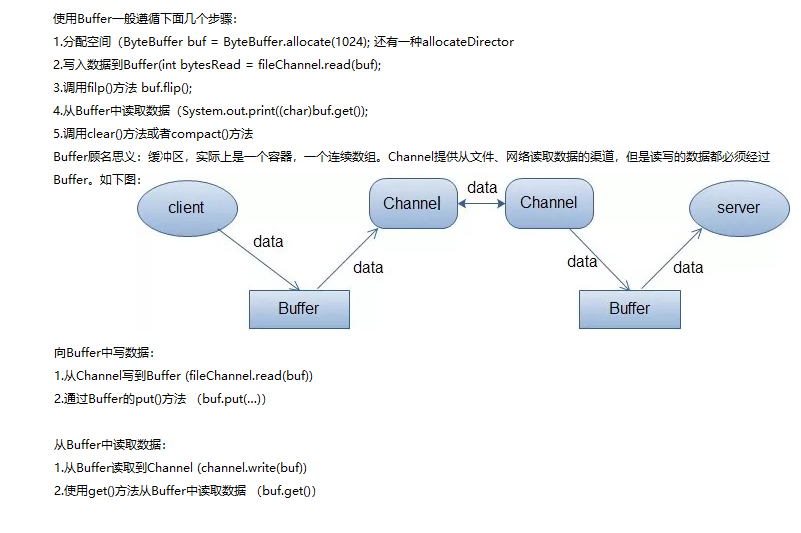 使用Buffer一般遵循下面几个步骤：
1.分配空间（ByteBuffer buf = ByteBuffer.allocate(1024); 还有一种allocateDirector
2.写入数据到Buffer(int bytesRead = fileChannel.read(buf);
3.调用filp()方法 buf.flip();
4.从Buffer中读取数据（System.out.print((char)buf.get());
5.调用clear()方法或者compact()方法
Buffer顾名思义：缓冲区，实际上是一个容器，一个连续数组。Channel提供从文件、网络读取数据的渠道，但是读写的数据都必须经过
Buffer。如下图：
client
Channel
data
Channel
server
data
data
data
data
Buffer
Buffer
向Buffer中写数据：
1.从Channel写到Buffer (fileChannel.read(buf))
2.通过Buffer的put()方法 （buf.put(...)）
从Buffer中读取数据：
1.从Buffer读取到Channel (channel.write(buf))
2.使用get()方法从Buffer中读取数据 （buf.get()）